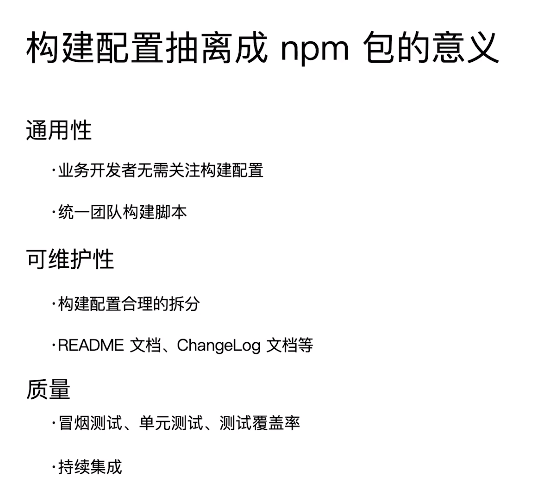 构建配置抽离成 npm 包的意义
通用性
·业务开发者无需关注构建配置
·统一团队构建脚本
可维护性
·构建配置合理的拆分
·README 文档、ChangeLog 文档等
质量
·冒烟测试、单元测试、测试覆盖率
·持续集成